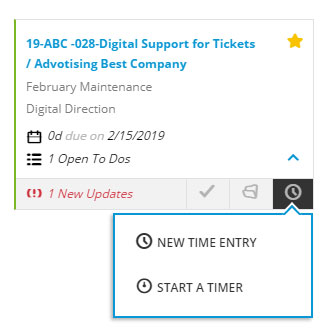 19-ABC -028-Digital Support for Tickets
/ Advotising Best Company
February Maintenance
Digital Direction
0d due on 2/15/2019
1 Open To Dos
(!) 1 New Updates
NEW TIME ENTRY
START A TIMER